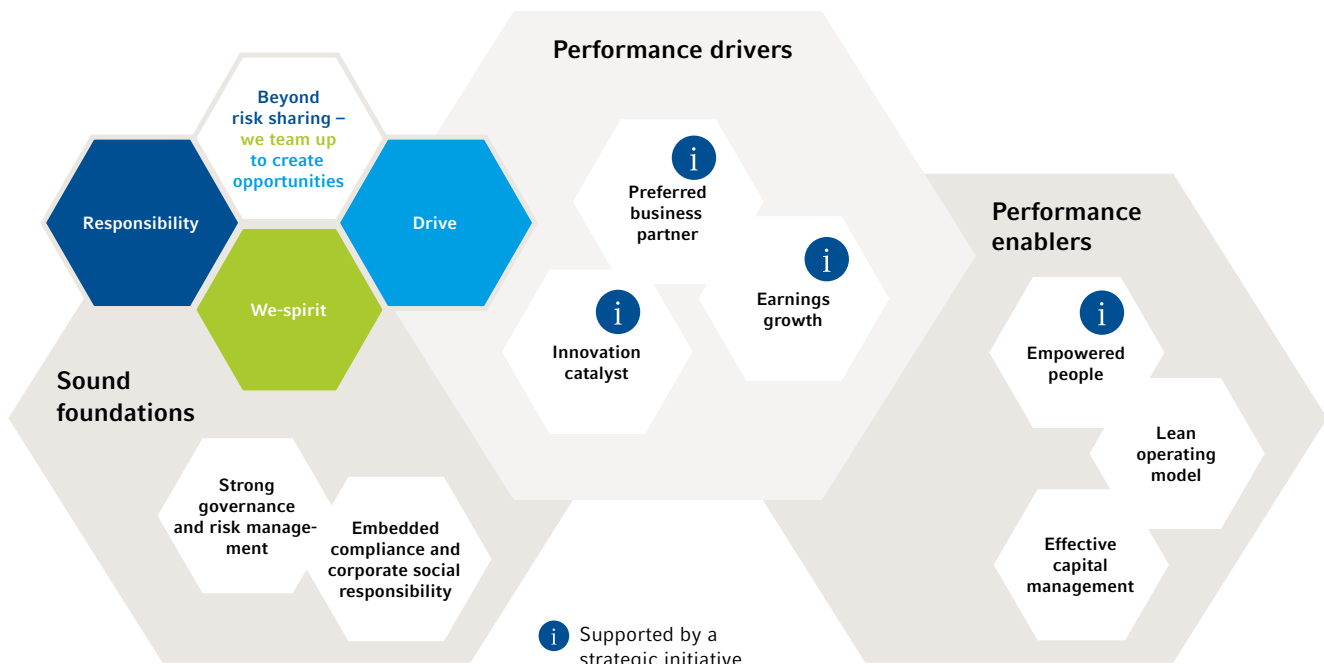 Performance drivers
Beyond
risk sharing –
we team up
to create
opportunities
Responsibility
Drive
We-spirit
i
Preferred
business
partner
i
Earnings
growth
i
Innovation
catalyst
Performance
enablers
i
Empowered
people
Lean
operating
model
Effective
capital
management
Sound
foundations
Strong
governance
and risk manage-
ment
Embedded
compliance and
corporate social
responsibility
i Supported by a
strategic initiative